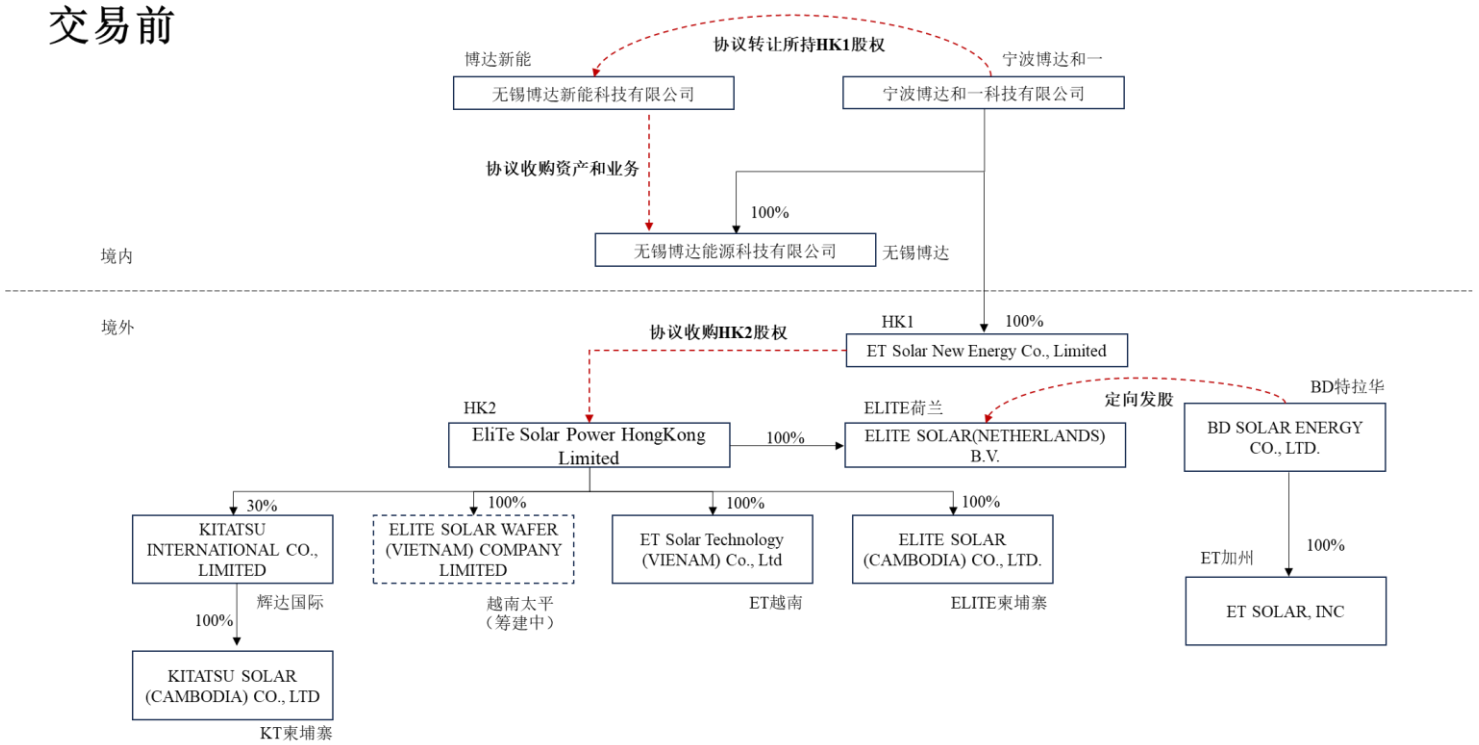 交易前
协议转让所持HK1股权
博达新能
宁波博达和一
无锡博达新能科技有限公司
宁波博达和一科技有限公司
协议收购资产和业务
100%
无锡博达能源科技有限公司
无锡博达
境内
境外
HK1
100%
协议收购HK2股权
ET Solar New Energy Co., Limited
BD特拉华
定向发股
HK2
ELITE荷兰
EliTe Solar Power HongKong
Limited
100%
ELITE SOLAR(NETHERLANDS)
B.V.
BD SOLAR ENERGY
CO., LTD.
30%
100%
100%
100%
KITATSU
INTERNATIONAL CO.,
LIMITED
ELITE SOLAR WAFER
(VIETNAM) COMPANY
LIMITED
ET Solar Technology
(VIENAM) Co., Ltd
ELITE SOLAR
(CAMBODIA) CO., LTD.
100%
ET加州
辉达国际
越南太平
（筹建中）
ET越南
ELITE柬埔寨
ET SOLAR, INC
100%
KITATSU SOLAR
(CAMBODIA) CO., LTD
KT柬埔寨